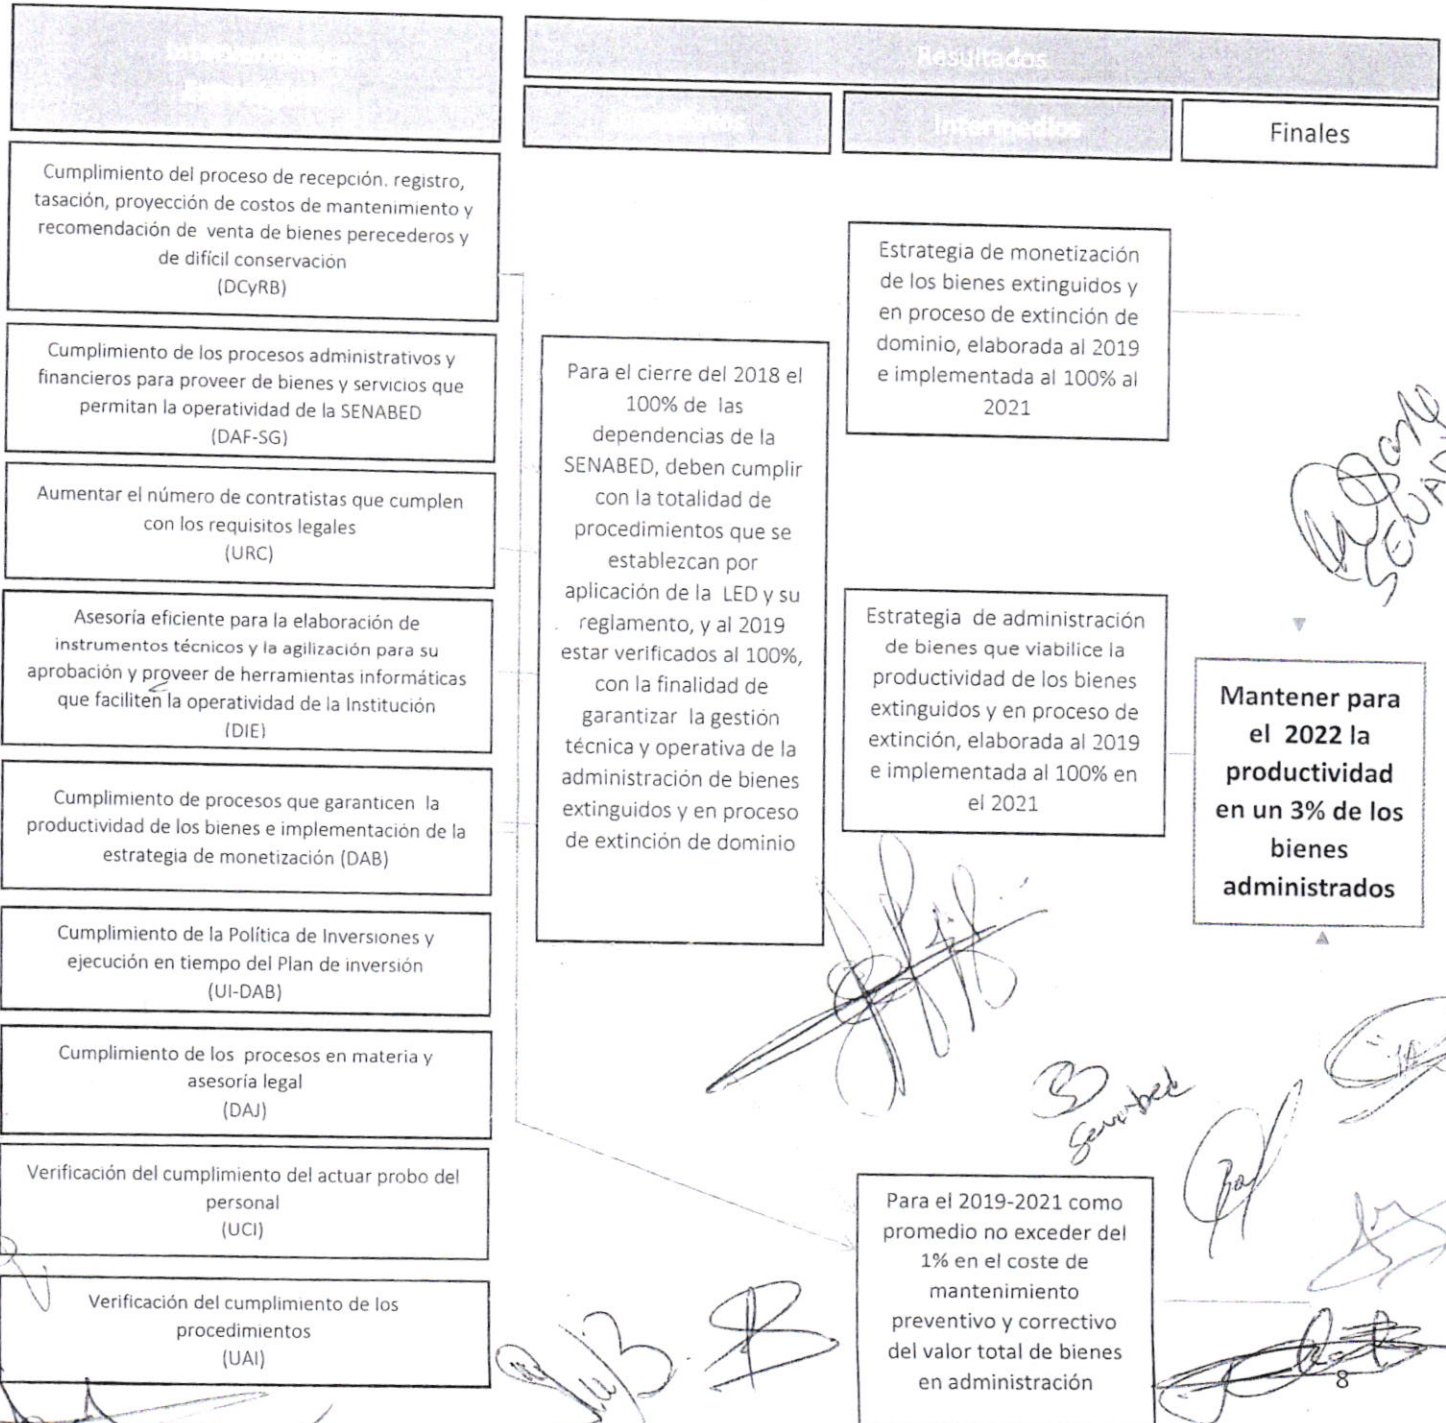 Resultados
Intermedios
Finales
Cumplimiento del proceso de recepción. registro,
tasación, proyección de costos de mantenimiento y
recomendación de venta de bienes perecederos y
de difícil conservación
(DCyRB)
Cumplimiento de los procesos administrativos y
financieros para proveer de bienes y servicios que
permitan la operatividad de la SENABED
(DAF-SG)
Aumentar el número de contratistas que cumplen
con los requisitos legales
(URC)
Asesoría eficiente para la elaboración de
instrumentos técnicos y la agilización para su
aprobación y proveer de herramientas informáticas
que faciliten la operatividad de la Institución
(DIE)
Cumplimiento de procesos que garanticen la
productividad de los bienes e implementación de la
estrategia de monetización (DAB)
Cumplimiento de la Política de Inversiones y
ejecución en tiempo del Plan de inversión
(UI-DAB)
Cumplimiento de los procesos en materia y
asesoría legal
(DAJ)
Verificación del cumplimiento del actuar probo del
personal
(UCI)
Verificación del cumplimiento de los
procedimientos
(UAI)
Para el cierre del 2018 el
100% de las
dependencias de la
SENABED, deben cumplir
con la totalidad de
procedimientos que se
establezcan por
aplicación de la LED y su
reglamento, y al 2019
estar verificados al 100%,
con la finalidad de
garantizar la gestión
técnica y operativa de la
administración de bienes
extinguidos y en proceso
de extinción de dominio
Estrategia de monetización
de los bienes extinguidos y
en proceso de extinción de
dominio, elaborada al 2019
e implementada al 100% al
2021
Estrategia de administración
de bienes que viabilice la
productividad de los bienes
extinguidos y en proceso de
extinción, elaborada al 2019
e implementada al 100% en
el 2021
Para el 2019-2021 como
promedio no exceder del
1% en el coste de
mantenimiento
preventivo y correctivo
del valor total de bienes
en administración
Mantener para
el 2022 la
productividad
en un 3% de los
bienes
administrados
8